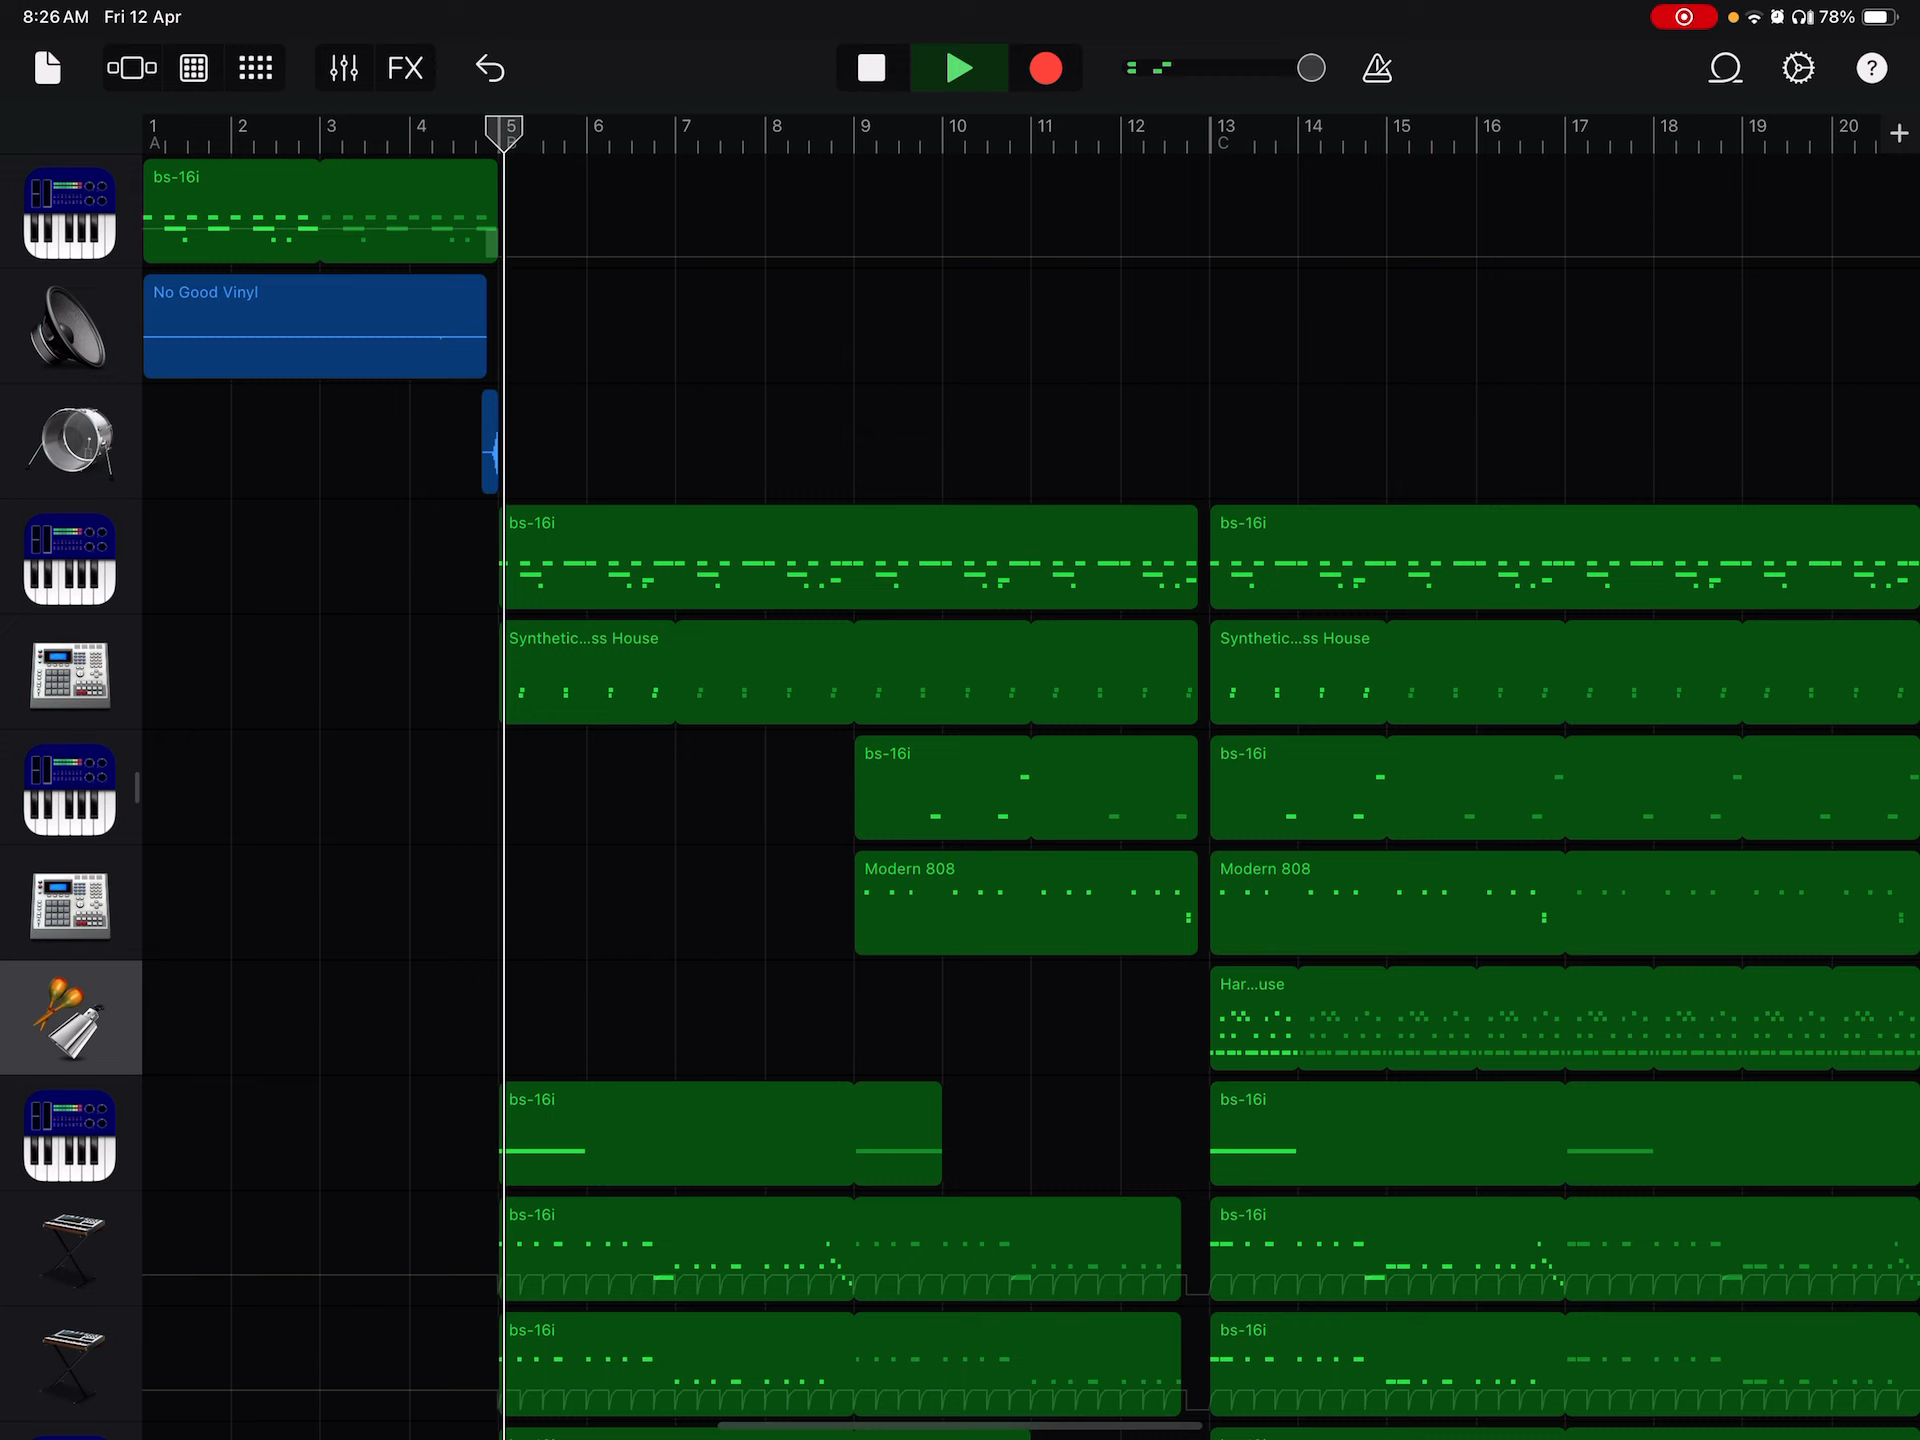 8:26 AM Fri 12 Apr
78%
FX
?
1 2 3 4 5 6 7 8 9 10 11 12 13 14 15 16 17 18 19 20 +
A B C
bs-16i
No Good Vinyl
bs-16i bs-16i
Synthetic...ss House Synthetic...ss House
bs-16i bs-16i
Modern 808 Modern 808
Har...use
bs-16i bs-16i
bs-16i bs-16i
bs-16i bs-16i